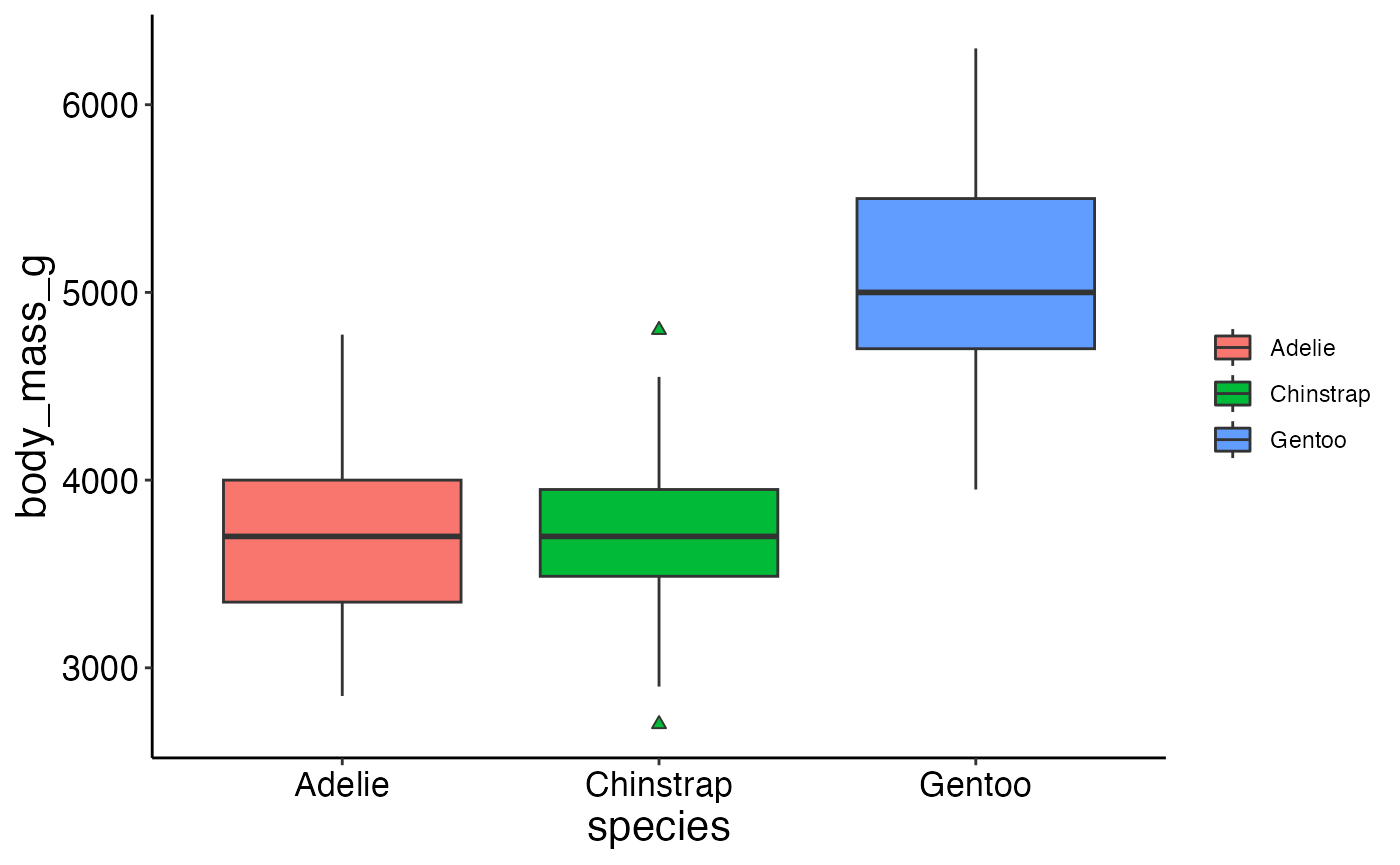 body_mass_g
6000
5000
4000
3000
Adelie Chinstrap Gentoo
species
Adelie
Chinstrap
Gentoo